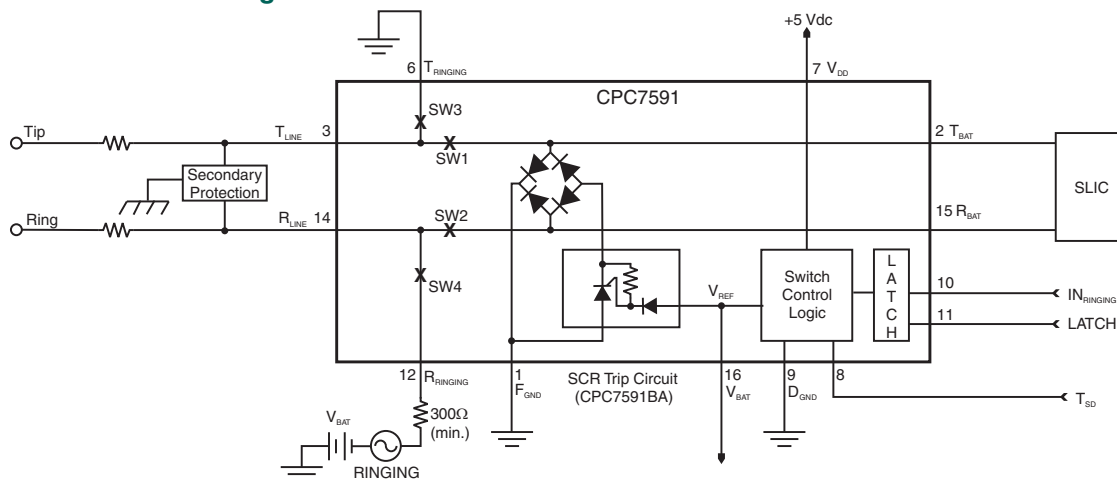 +5 Vdc
6 TRINGING
7 VDD
CPC7591
SW3
Tip
TLINE 3
SW1
2 TBAT
Secondary
Protection
SLIC
Ring
RLINE 14
SW2
15 RBAT
SW4
VREF
Switch
Control
Logic
LATCH
10
INRINGING
11
LATCH
12 RRINGING
1
FGND
SCR Trip Circuit
(CPC7591BA)
16
VBAT
9
DGND
8
TSD
300Ω
(min.)
VBAT
RINGING